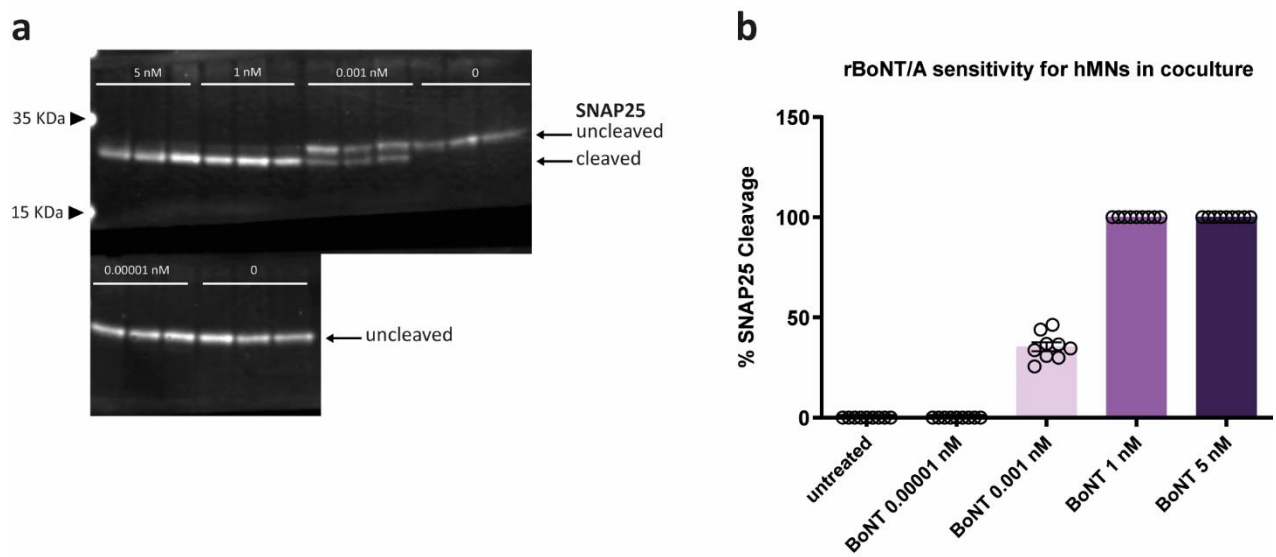 a
5 nM 1 nM 0.001 nM 0
35 KDa
SNAP25
uncleaved
cleaved
15 KDa
0.00001 nM 0
uncleaved
b
rBoNT/A sensitivity for hMNs in coculture
% SNAP25 Cleavage
150
100
50
0
untreated
BoNT 0.00001 nM
BoNT 0.001 nM
BoNT 1 nM
BoNT 5 nM